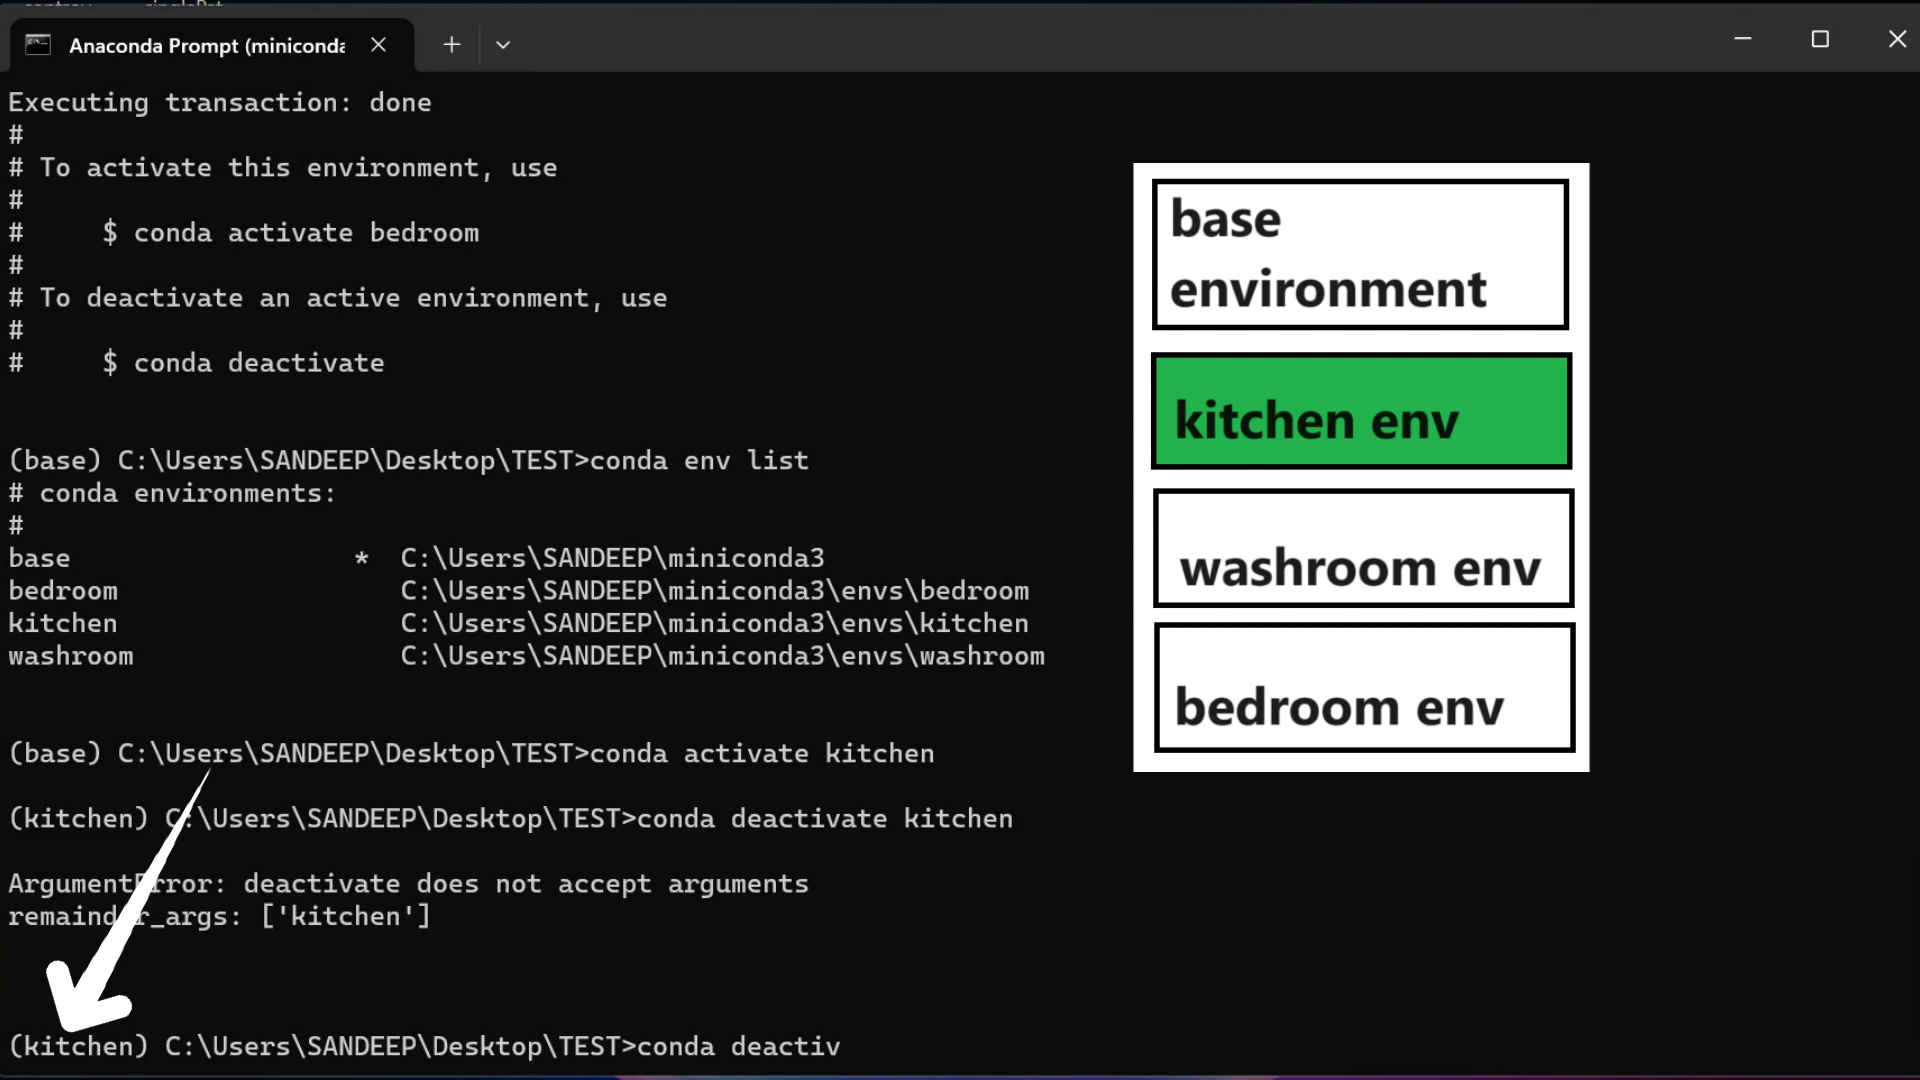 Anaconda Prompt (miniconda
Executing transaction: done
#
# To activate this environment, use
#
#     $ conda activate bedroom
#
# To deactivate an active environment, use
#
#     $ conda deactivate
(base) C:\Users\SANDEEP\Desktop\TEST>conda env list
# conda environments:
#
base                  *  C:\Users\SANDEEP\miniconda3
bedroom                  C:\Users\SANDEEP\miniconda3\envs\bedroom
kitchen                  C:\Users\SANDEEP\miniconda3\envs\kitchen
washroom                 C:\Users\SANDEEP\miniconda3\envs\washroom
(base) C:\Users\SANDEEP\Desktop\TEST>conda activate kitchen
(kitchen) C:\Users\SANDEEP\Desktop\TEST>conda deactivate kitchen
ArgumentError: deactivate does not accept arguments
remainder_args: ['kitchen']
(kitchen) C:\Users\SANDEEP\Desktop\TEST>conda deactiv
base
environment
kitchen env
washroom env
bedroom env